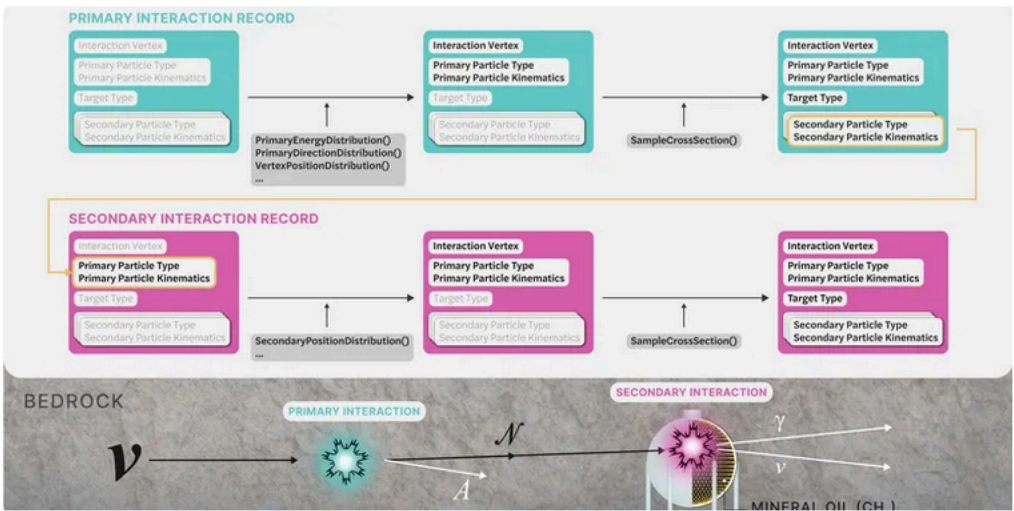 PRIMARY INTERACTION RECORD
Interaction Vertex
Primary Particle Type
Primary Particle Kinematics
Target Type
Secondary Particle Type
Secondary Particle Kinematics
PrimaryEnergyDistribution()
PrimaryDirectionDistribution()
VertexPositionDistribution()
...
Interaction Vertex
Primary Particle Type
Primary Particle Kinematics
Target Type
Secondary Particle Type
Secondary Particle Kinematics
SampleCrossSection()
Interaction Vertex
Primary Particle Type
Primary Particle Kinematics
Target Type
Secondary Particle Type
Secondary Particle Kinematics
SECONDARY INTERACTION RECORD
Interaction Vertex
Primary Particle Type
Primary Particle Kinematics
Target Type
Secondary Particle Type
Secondary Particle Kinematics
SecondaryPositionDistribution()
...
Interaction Vertex
Primary Particle Type
Primary Particle Kinematics
Target Type
Secondary Particle Type
Secondary Particle Kinematics
SampleCrossSection()
Interaction Vertex
Primary Particle Type
Primary Particle Kinematics
Target Type
Secondary Particle Type
Secondary Particle Kinematics
BEDROCK
PRIMARY INTERACTION
SECONDARY INTERACTION
ν
𝒩
A
γ
ν
MINERAL OIL (CH